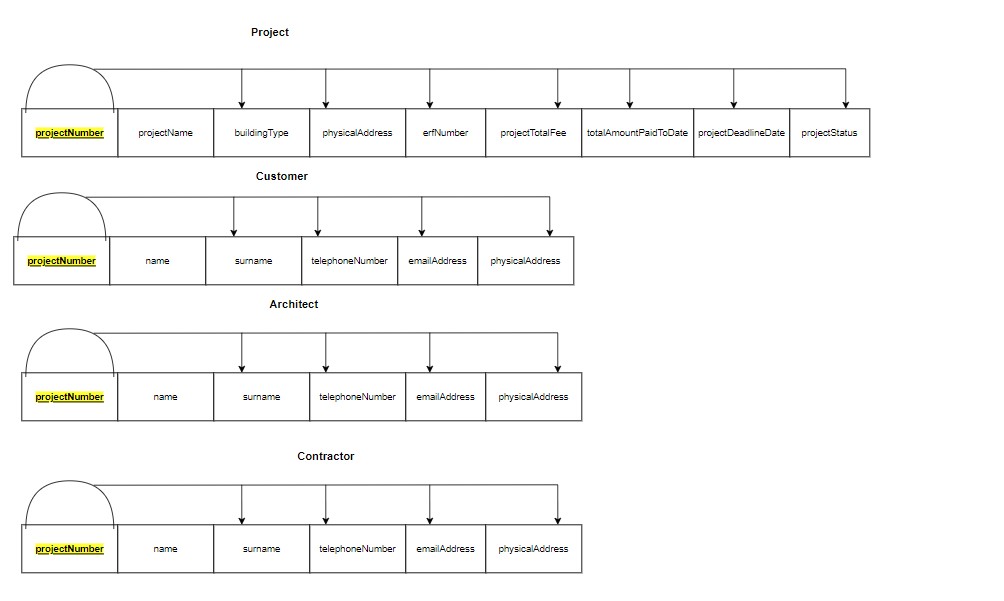 Project
projectNumber projectName buildingType physicalAddress erfNumber projectTotalFee totalAmountPaidToDate projectDeadlineDate projectStatus
Customer
projectNumber name surname telephoneNumber emailAddress physicalAddress
Architect
projectNumber name surname telephoneNumber emailAddress physicalAddress
Contractor
projectNumber name surname telephoneNumber emailAddress physicalAddress